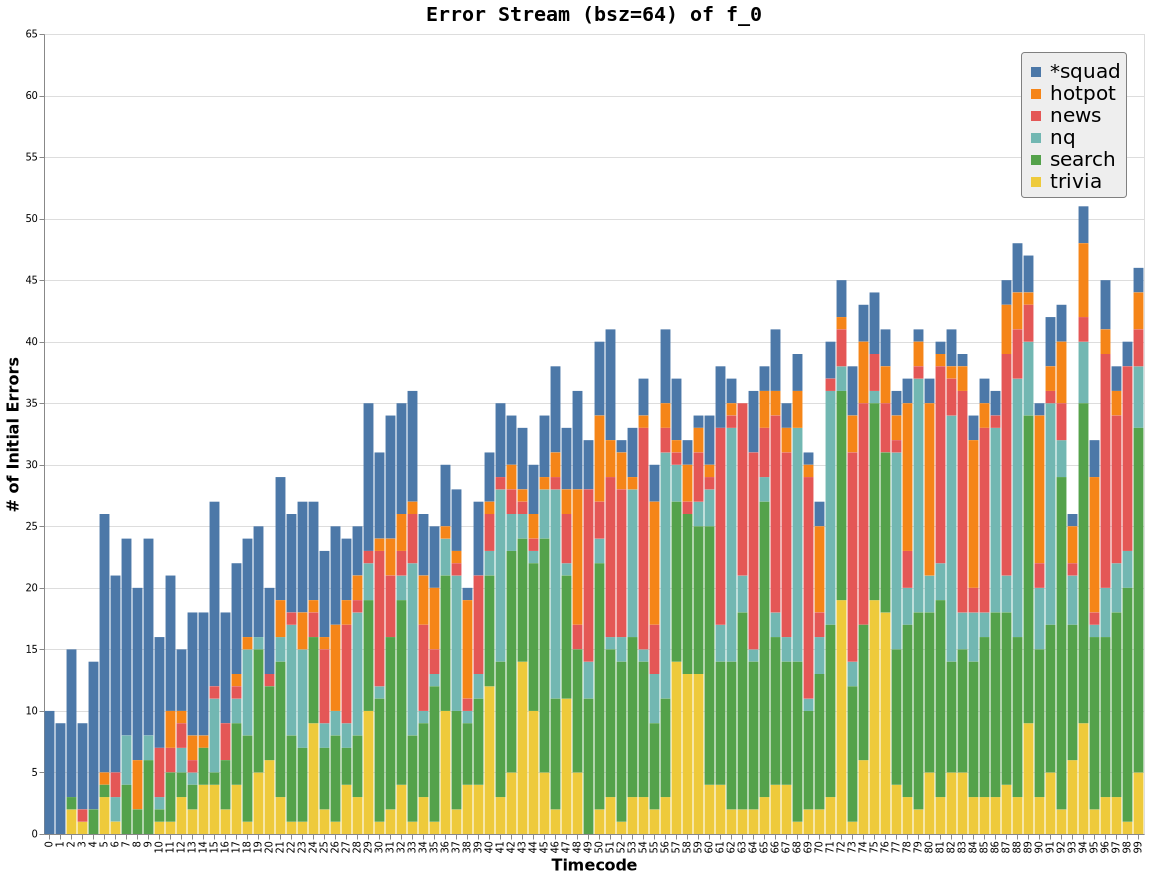 Error Stream (bsz=64) of f_0
65
60
55
50
45
40
35
30
25
20
15
10
5
0
# of Initial Errors
*squad
hotpot
news
nq
search
trivia
0 1 2 3 4 5 6 7 8 9 10 11 12 13 14 15 16 17 18 19 20 21 22 23 24 25 26 27 28 29 30 31 32 33 34 35 36 37 38 39 40 41 42 43 44 45 46 47 48 49 50 51 52 53 54 55 56 57 58 59 60 61 62 63 64 65 66 67 68 69 70 71 72 73 74 75 76 77 78 79 80 81 82 83 84 85 86 87 88 89 90 91 92 93 94 95 96 97 98 99
Timecode